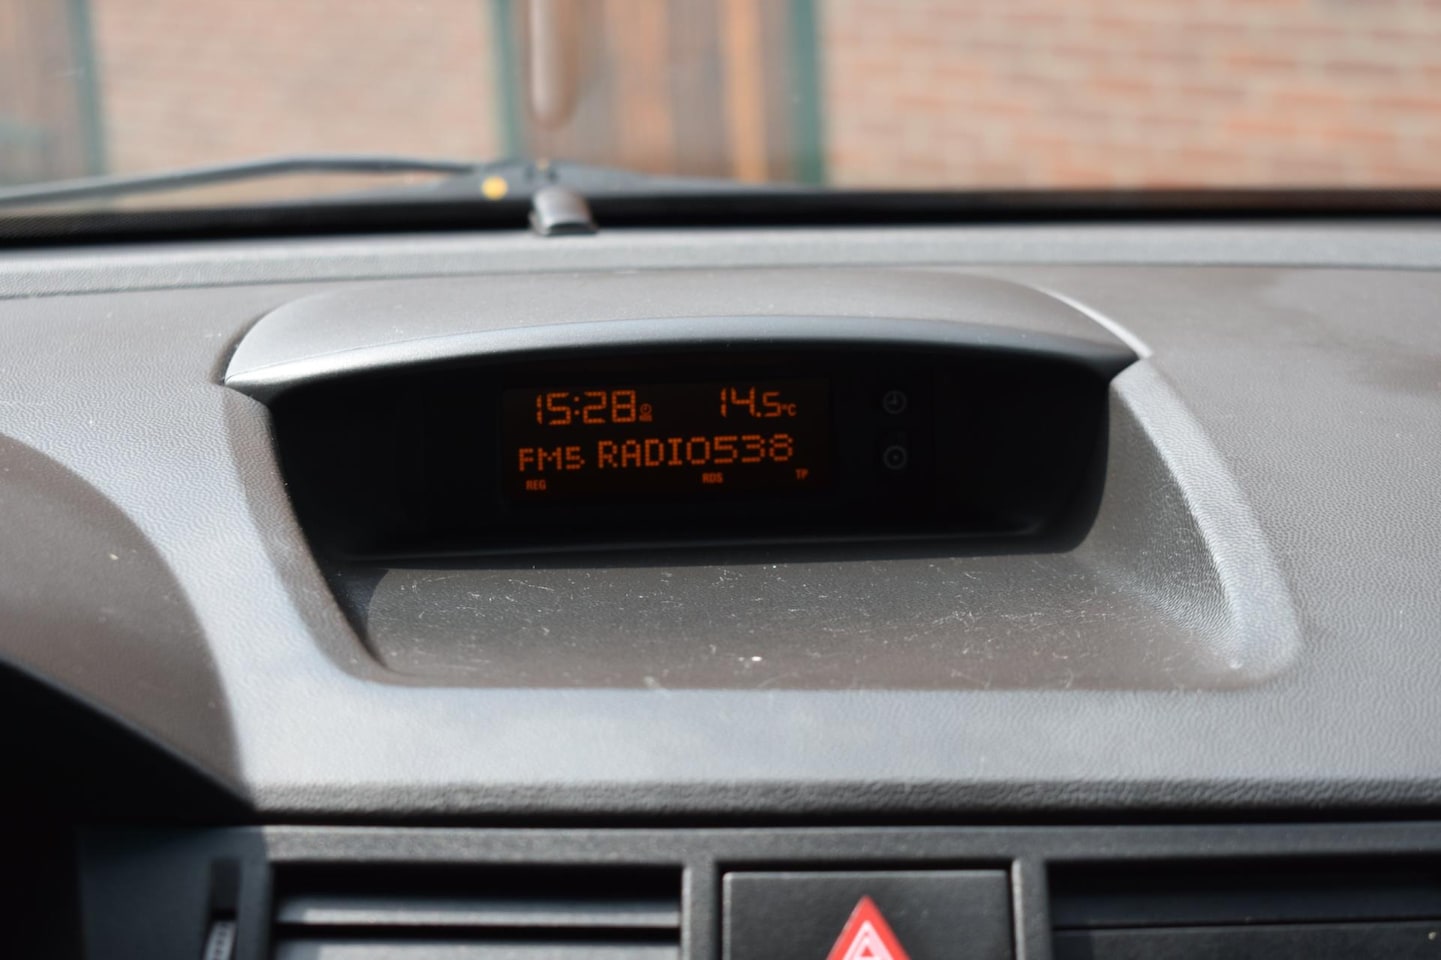 15:28 14.5°C
FM5 RADIO538
REG RDS TP